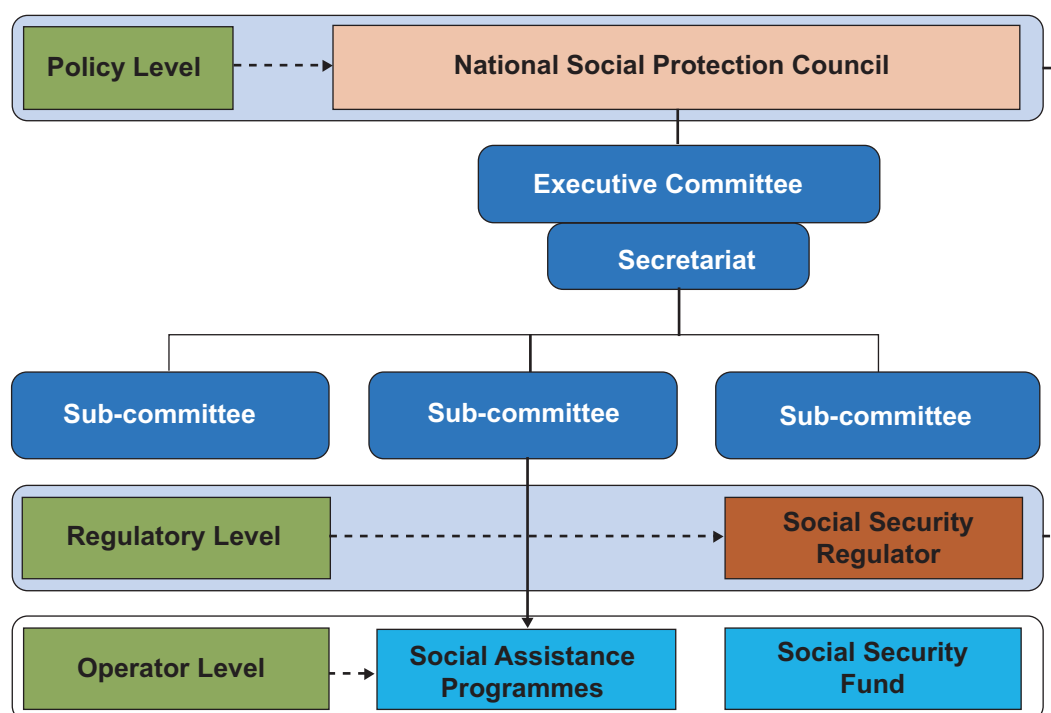 Policy Level
National Social Protection Council
Executive Committee
Secretariat
Sub-committee
Sub-committee
Sub-committee
Regulatory Level
Social Security
Regulator
Operator Level
Social Assistance
Programmes
Social Security
Fund